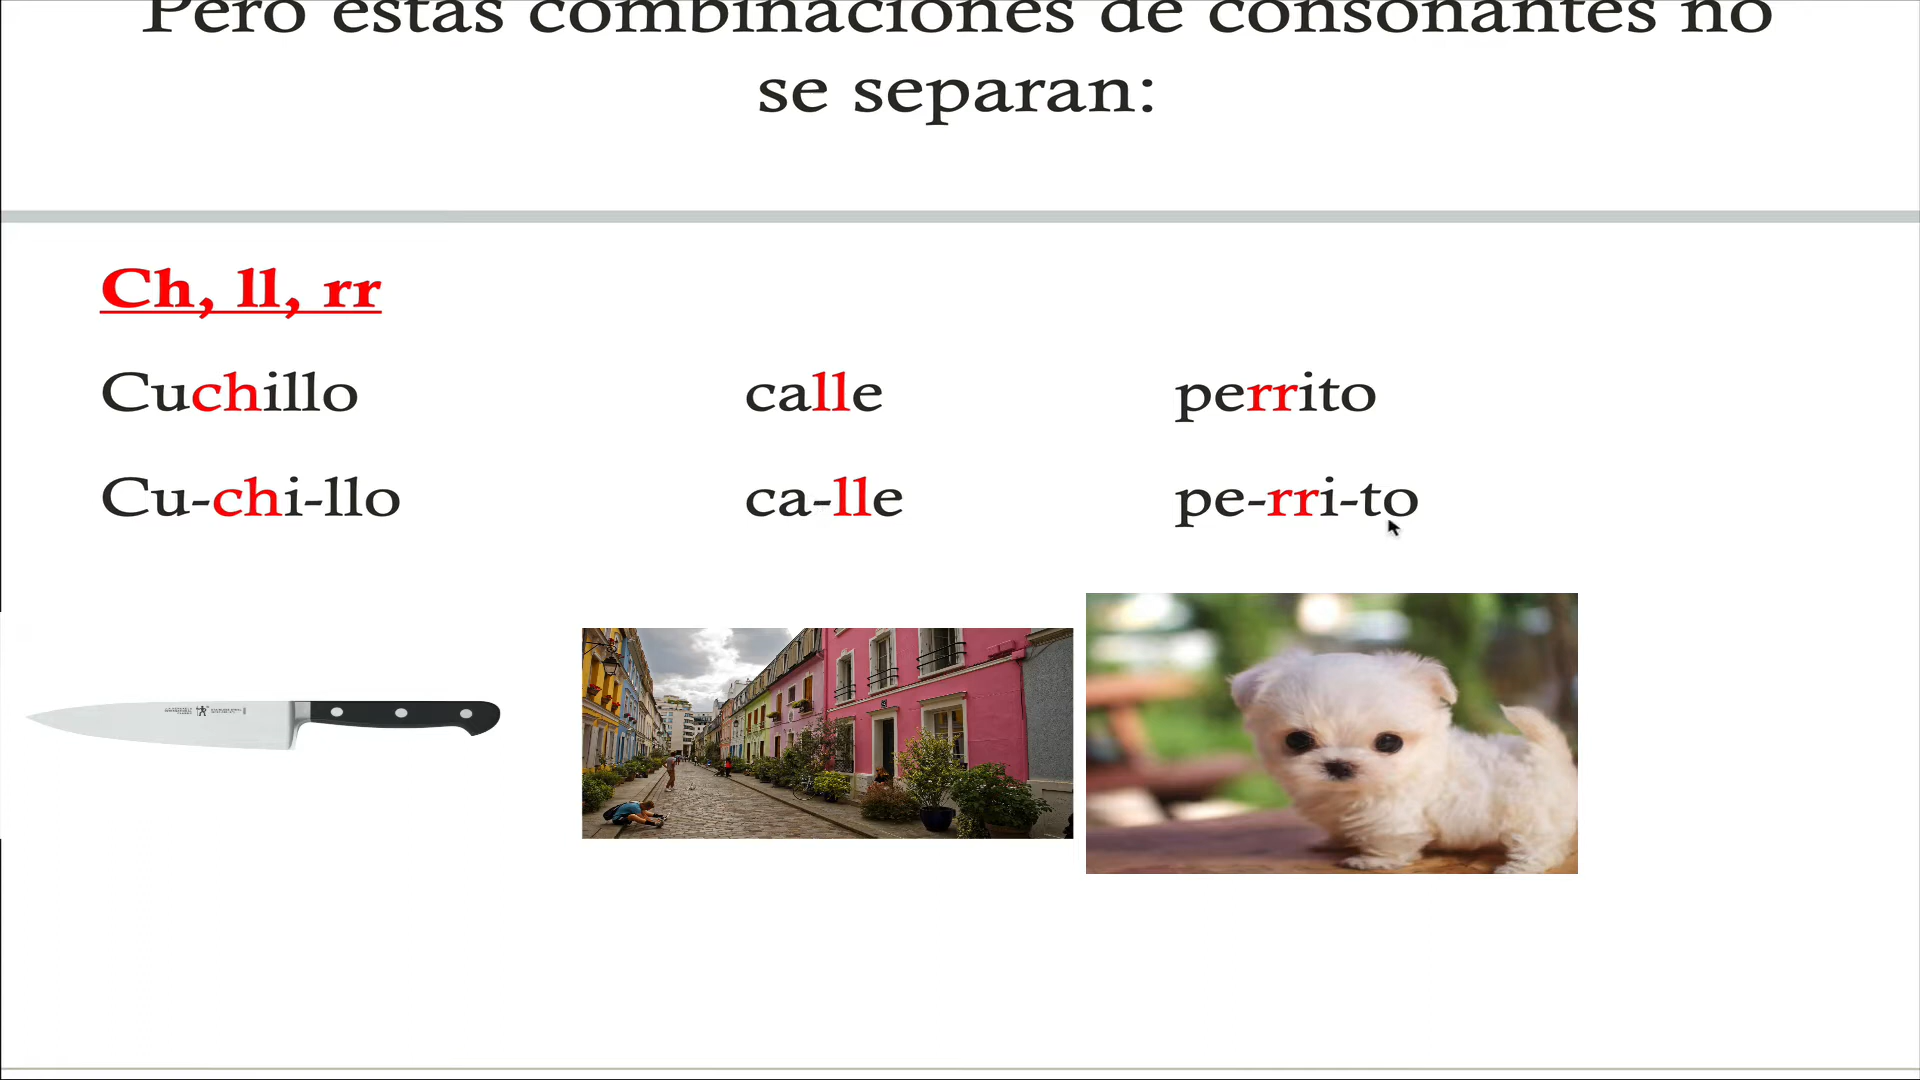 Pero estas combinaciones de consonantes no
se separan:
Ch, ll, rr
Cuchillo calle perrito
Cu-chi-llo ca-lle pe-rri-to